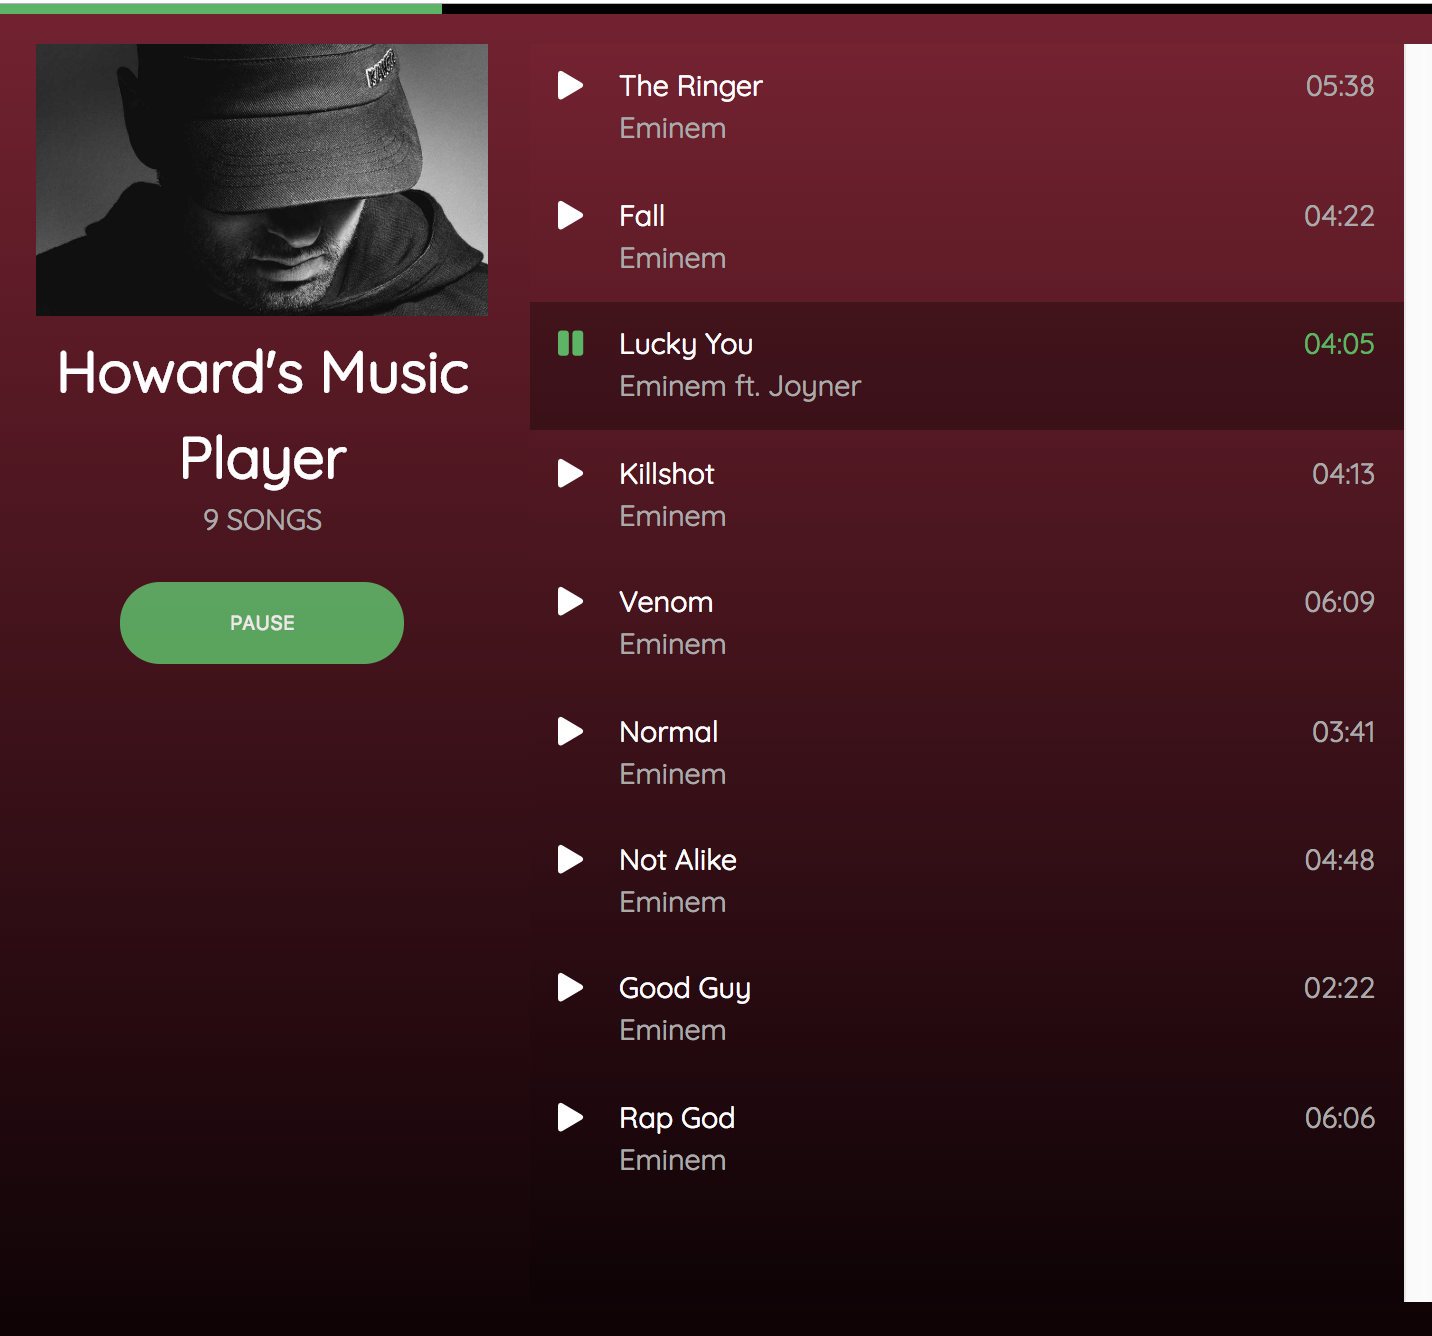 Howard's Music
Player
9 SONGS
PAUSE
The Ringer 05:38
Eminem
Fall 04:22
Eminem
Lucky You 04:05
Eminem ft. Joyner
Killshot 04:13
Eminem
Venom 06:09
Eminem
Normal 03:41
Eminem
Not Alike 04:48
Eminem
Good Guy 02:22
Eminem
Rap God 06:06
Eminem